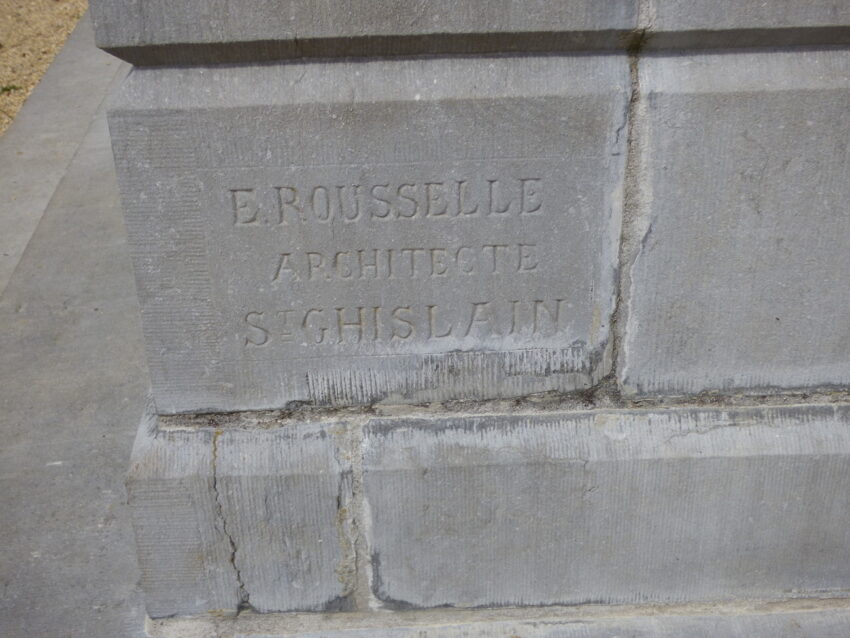 E. ROUSSELLE
ARCHITECTE
ST GHISLAIN